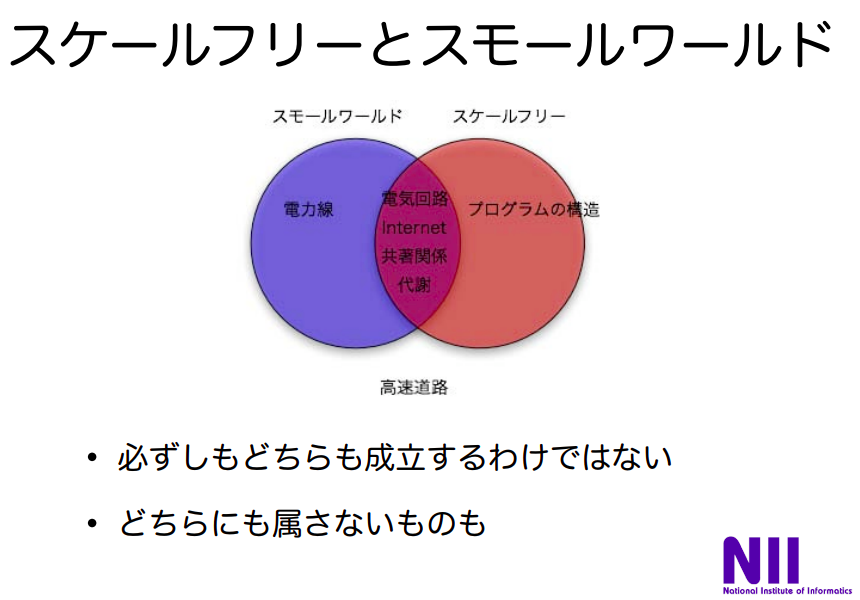 スケールフリーとスモールワールド
スモールワールド
スケールフリー
電力線
電気回路
Internet
共著関係
代謝
プログラムの構造
高速道路
• 必ずしもどちらも成立するわけではない
• どちらにも属さないものも
NII
National Institute of Informatics